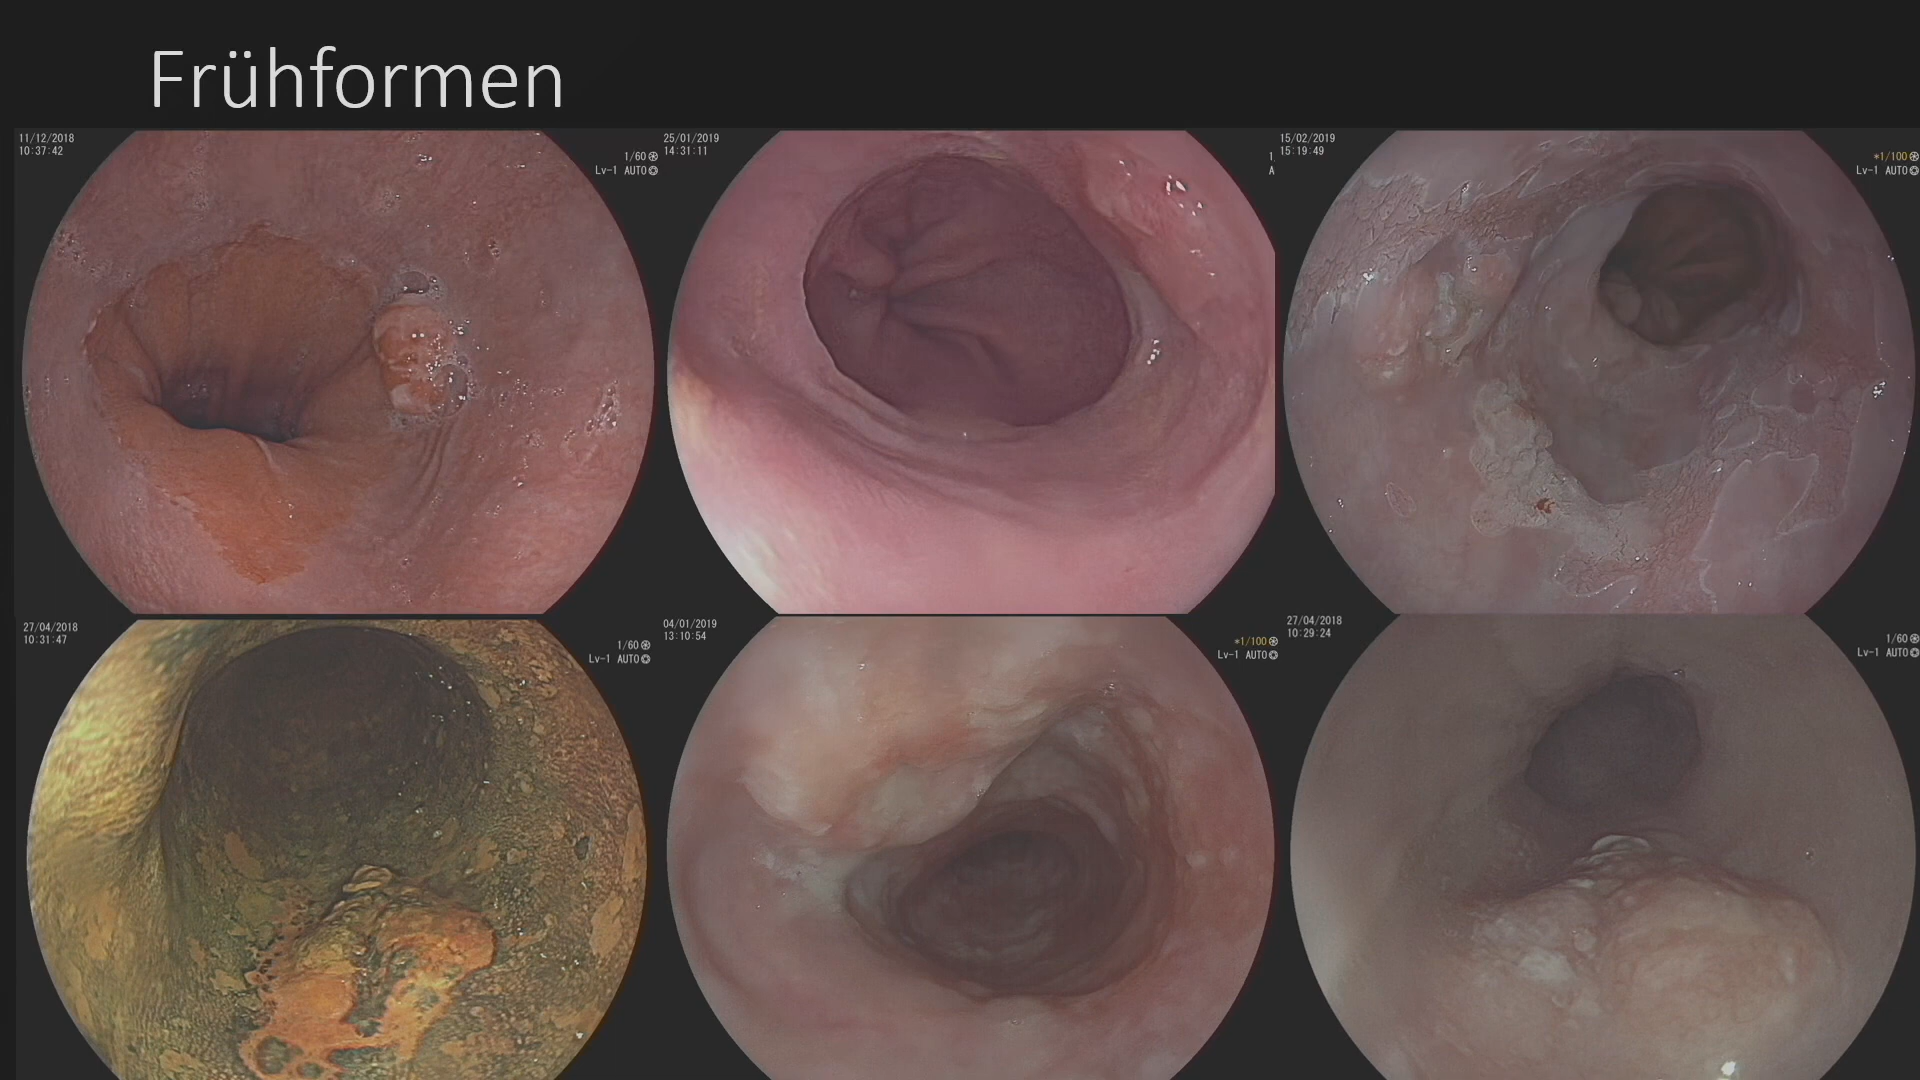 Frühformen
11/12/2018
10:37:42
1/60
Lv-1 AUTO
25/01/2019
14:31:11
1
A
15/02/2019
15:19:49
*1/100
Lv-1 AUTO
27/04/2018
10:31:47
1/60
Lv-1 AUTO
04/01/2019
13:10:54
*1/100
Lv-1 AUTO
27/04/2018
10:29:24
1/60
Lv-1 AUTO